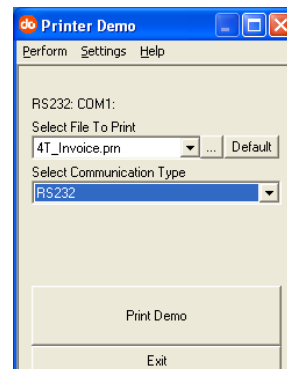 do Printer Demo
Perform Settings Help
RS232: COM1:
Select File To Print
4T_Invoice.prn ... Default
Select Communication Type
RS232
Print Demo
Exit